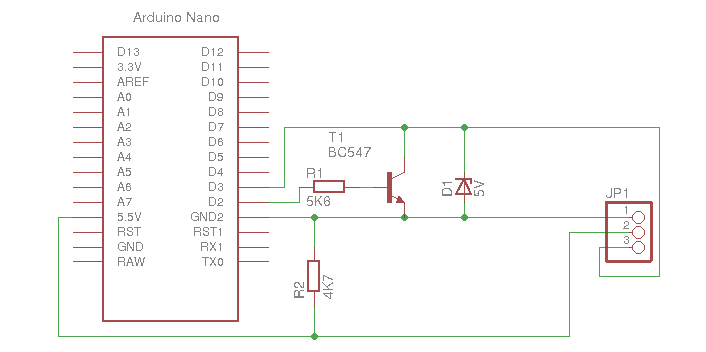 Arduino Nano
D13 D12
3.3V D11
AREF D10
A0 D9
A1 D8
A2 D7
A3 D6
A4 D5
A5 D4
A6 D3
A7 D2
5.5V GND2
RST RST1
GND RX1
RAW TX0
T1
BC547
R1
5K6
D1
5V
JP1
1
2
3
R2
4K7